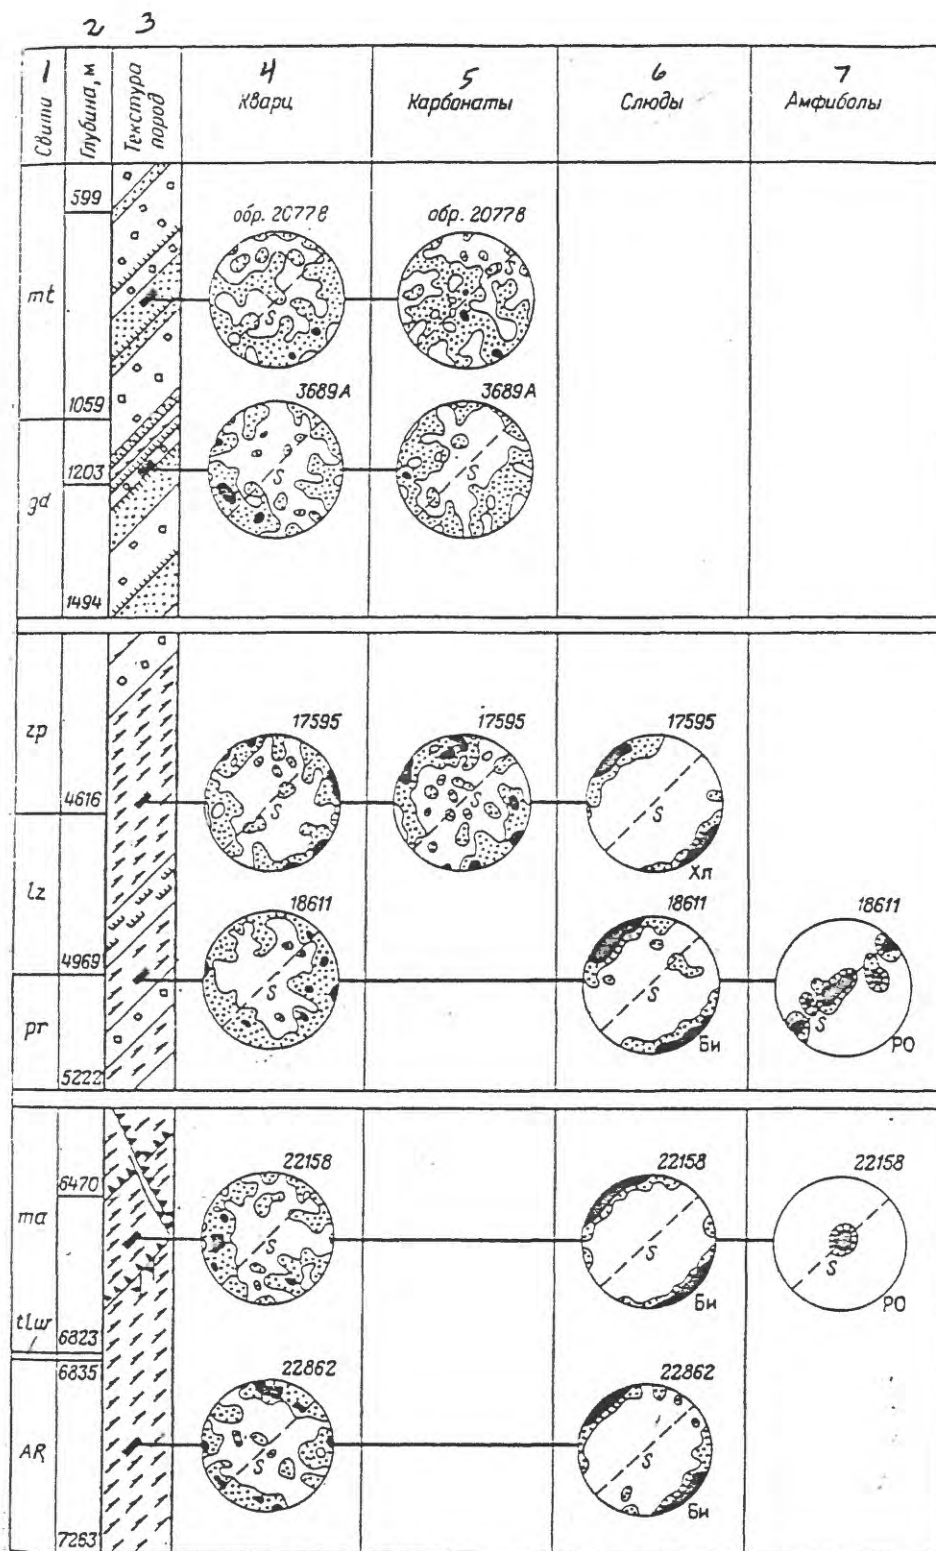 2 3
1 4 5 6 7
Свиты
Глубина, м
Текстура
пород
Кварц Карбонаты Слюды Амфиболы
599
обр. 20778 обр. 20778
mt
3689А 3689А
1059
1203
gd
1494
17595 17595 17595
zp
4616
Хл
lz
18611 18611 18611
4969
pr
Би РО
5222
22158 22158 22158
6470
ma
Би РО
tlw
6823
6835
22862 22862
AR
Би
7263
S S
S S
S S S
S S S
S S S
S S